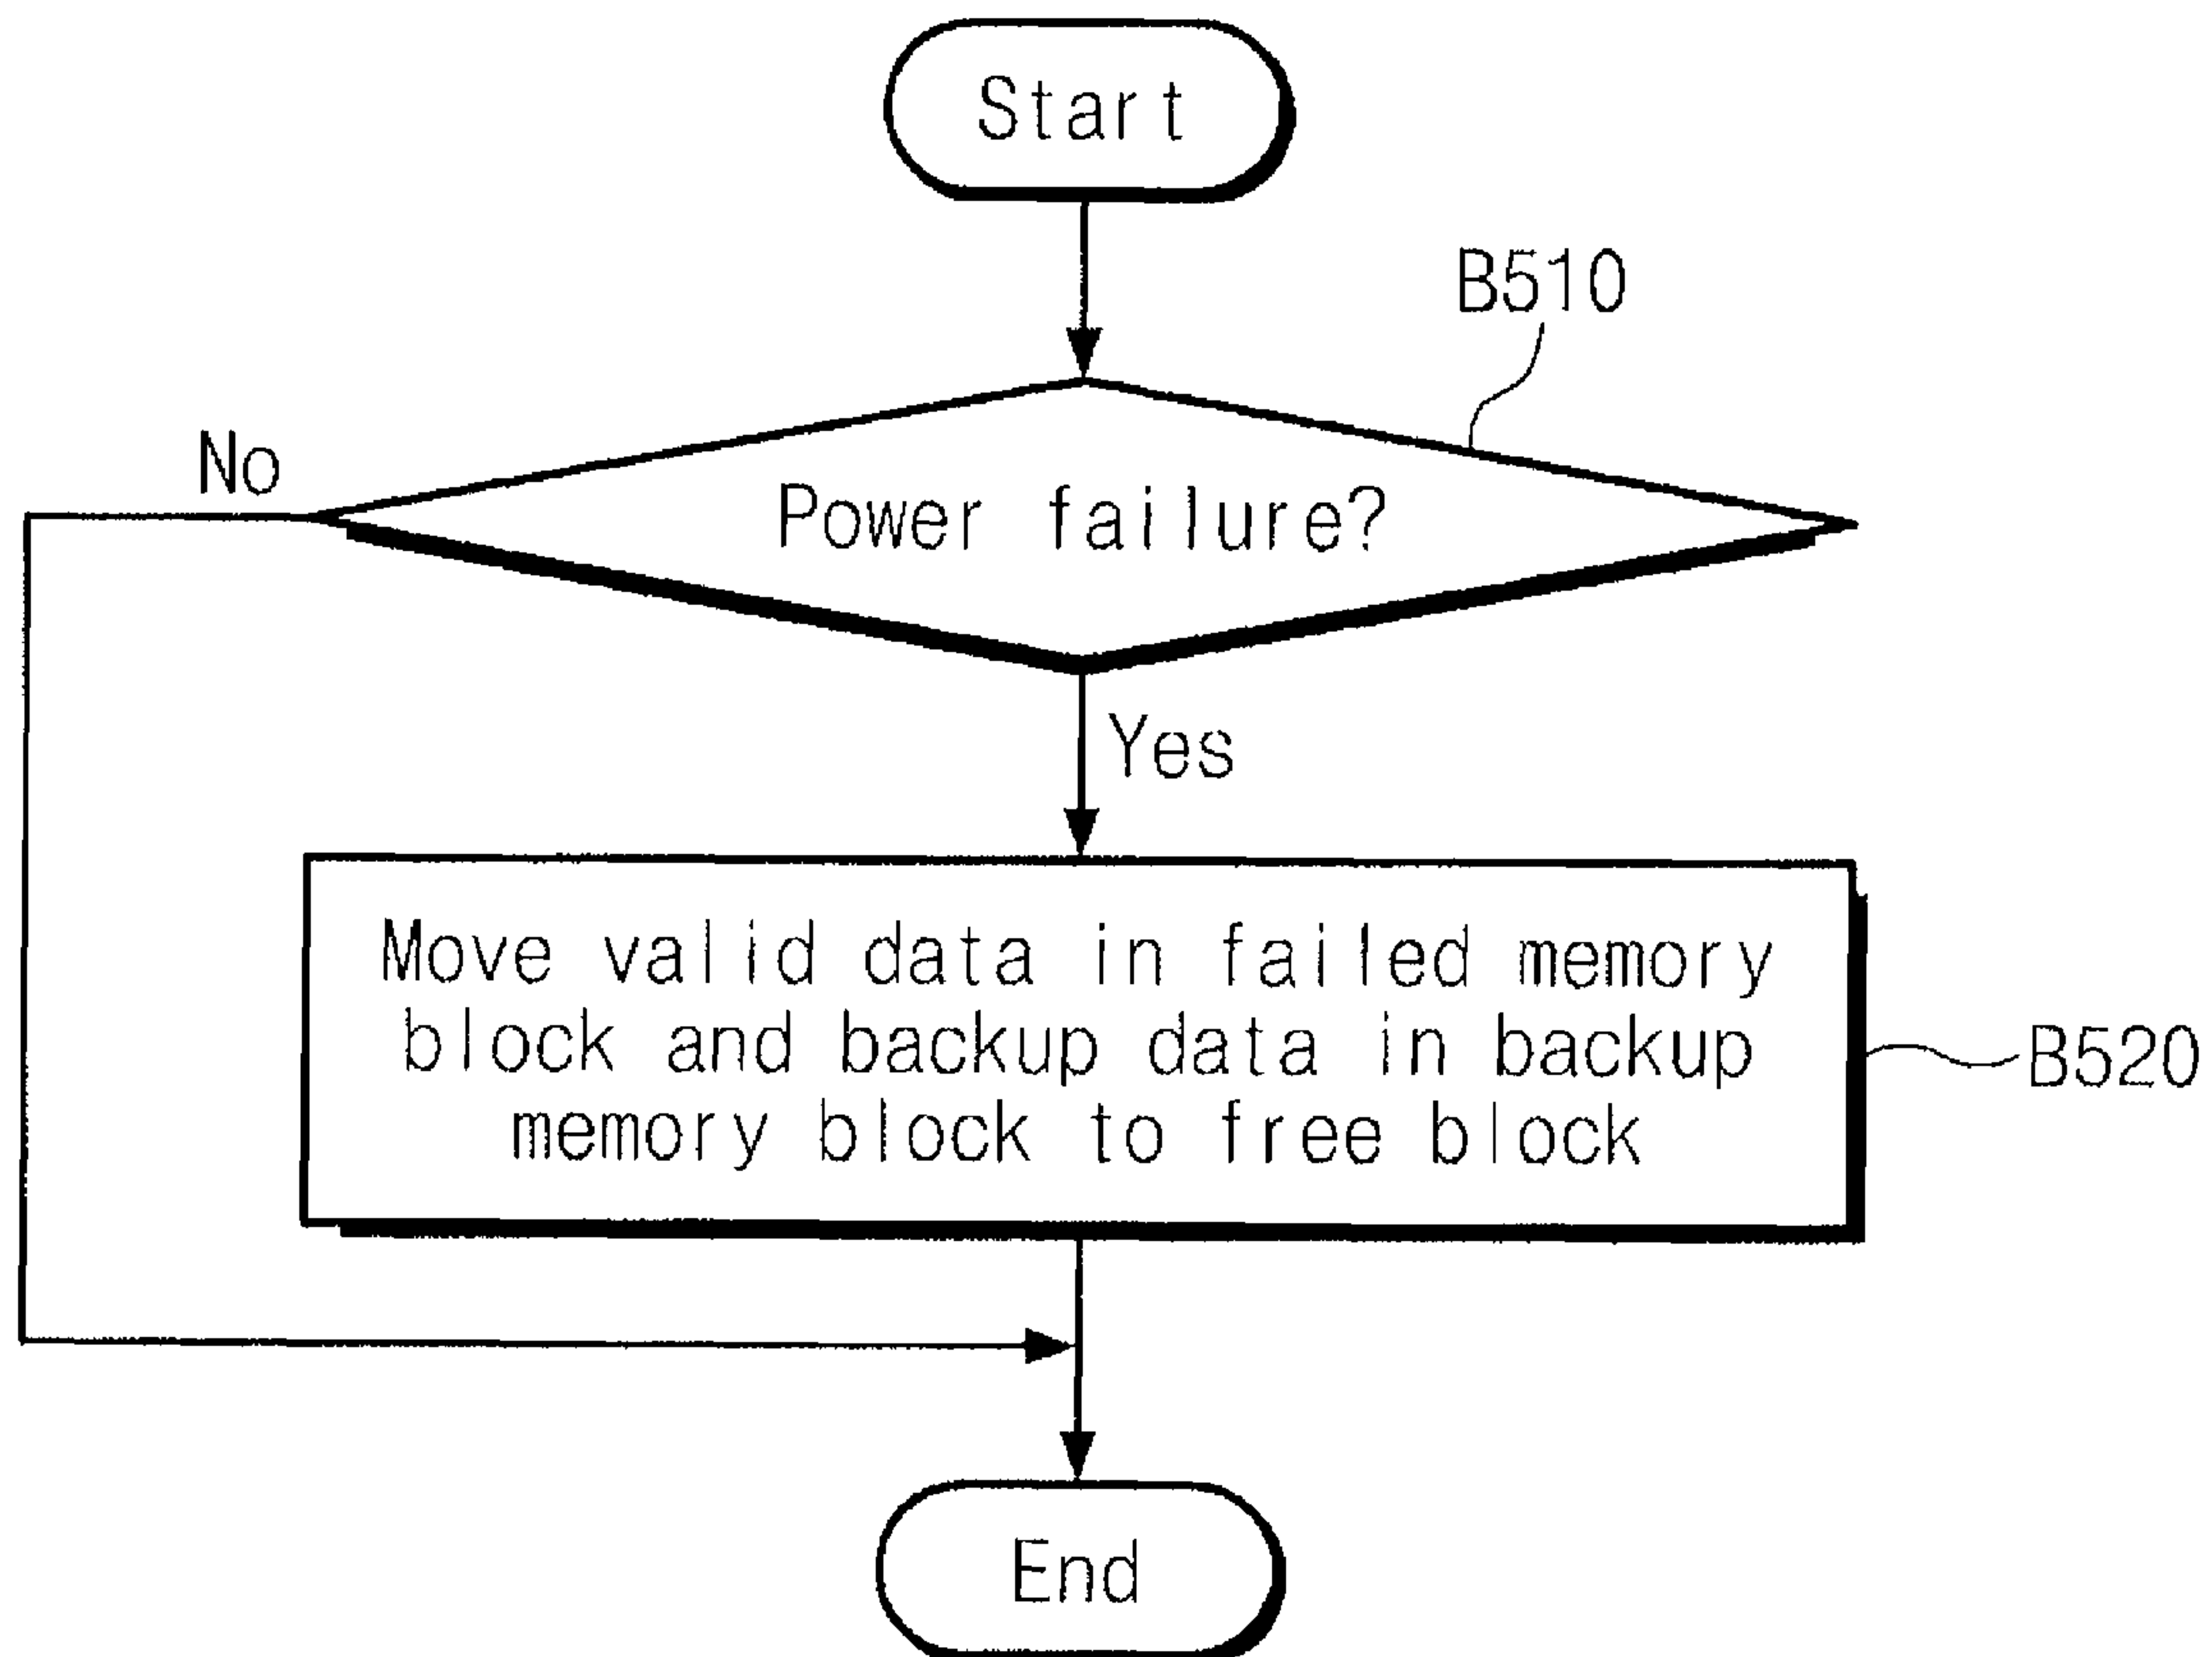 Start
B510
No
Power failure?
Yes
Move valid data in failed memory
block and backup data in backup
memory block to free block
B520
End